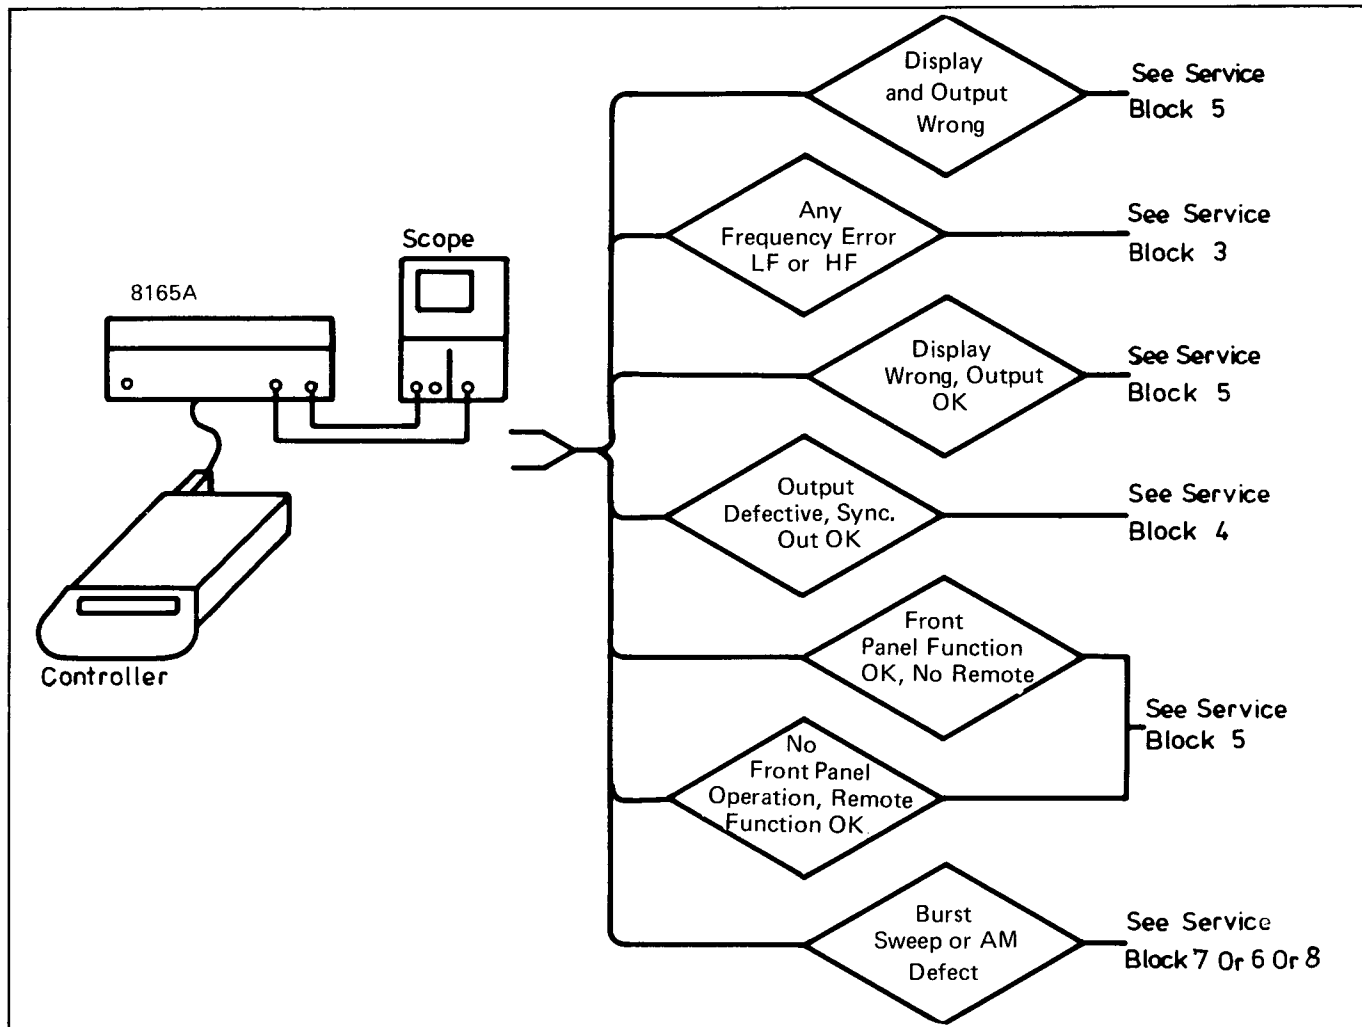 Display
and Output
Wrong
See Service
Block 5
Any
Frequency Error
LF or HF
See Service
Block 3
Scope
8165A
Display
Wrong, Output
OK
See Service
Block 5
Output
Defective, Sync.
Out OK
See Service
Block 4
Front
Panel Function
OK, No Remote
Controller
See Service
Block 5
No
Front Panel
Operation, Remote
Function OK
Burst
Sweep or AM
Defect
See Service
Block 7 Or 6 Or 8